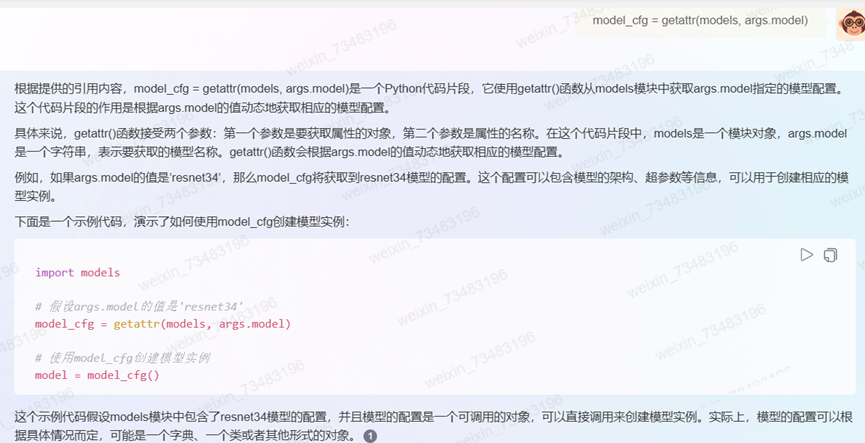 model_cfg = getattr(models, args.model)
根据提供的引用内容，model_cfg = getattr(models, args.model)是一个Python代码片段，它使用getattr()函数从models模块中获取args.model指定的模型配置。
这个代码片段的作用是根据args.model的值动态地获取相应的模型配置。
具体来说，getattr()函数接受两个参数：第一个参数是要获取属性的对象，第二个参数是属性的名称。在这个代码片段中，models是一个模块对象，args.model
是一个字符串，表示要获取的模型名称。getattr()函数会根据args.model的值动态地获取相应的模型配置。
例如，如果args.model的值是'resnet34'，那么model_cfg将获取到resnet34模型的配置。这个配置可以包含模型的架构、超参数等信息，可以用于创建相应的模
型实例。
下面是一个示例代码，演示了如何使用model_cfg创建模型实例：
import models
# 假设args.model的值是'resnet34'
model_cfg = getattr(models, args.model)
# 使用model_cfg创建模型实例
model = model_cfg()
这个示例代码假设models模块中包含了resnet34模型的配置，并且模型的配置是一个可调用的对象，可以直接调用来创建模型实例。实际上，模型的配置可以根
据具体情况而定，可能是一个字典、一个类或者其他形式的对象。 1
weixin_73483196